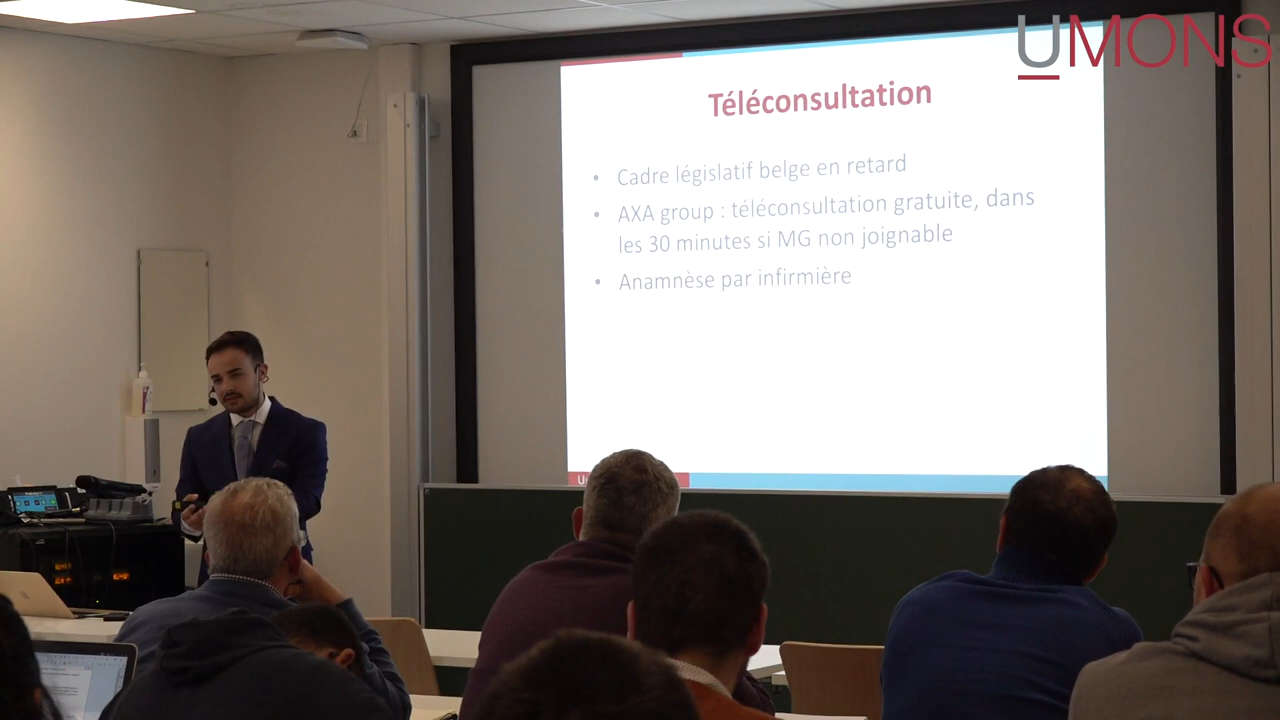 UMONS
Téléconsultation
• Cadre législatif belge en retard
• AXA group : téléconsultation gratuite, dans
les 30 minutes si MG non joignable
• Anamnèse par infirmière